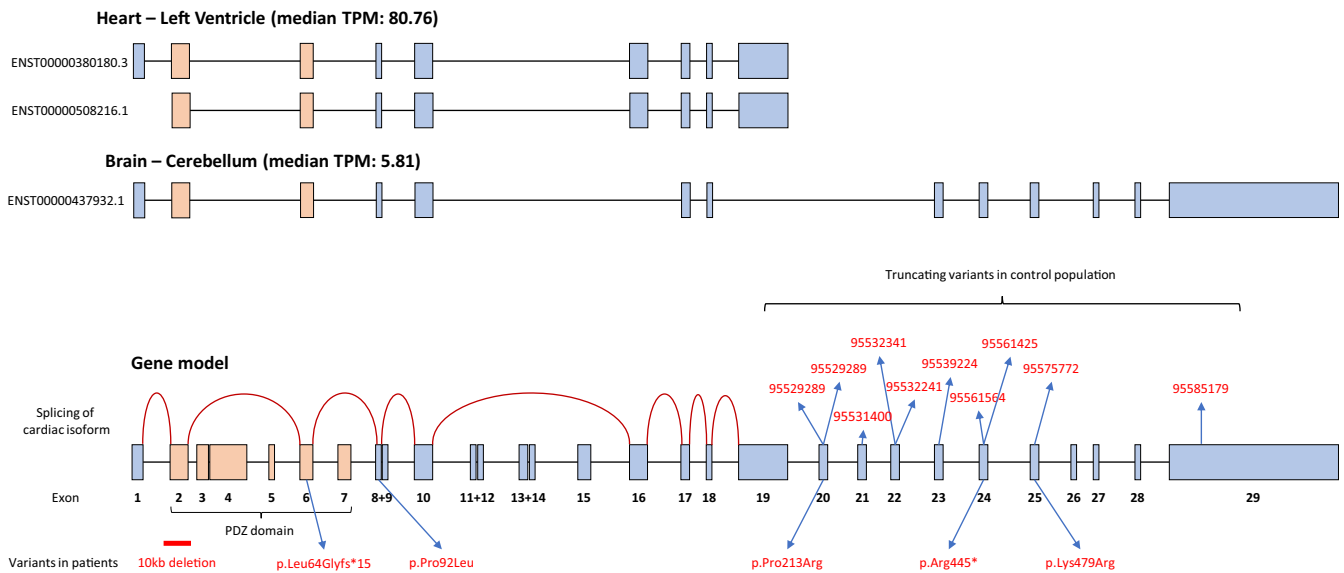 Heart – Left Ventricle (median TPM: 80.76)
ENST00000380180.3
ENST00000508216.1
Brain – Cerebellum (median TPM: 5.81)
ENST00000437932.1
Truncating variants in control population
Gene model
95532341
95561425
95529289
95539224
95575772
95529289
95532241
95561564
95585179
95531400
Splicing of
cardiac isoform
Exon
1 2 3 4 5 6 7 8+9 10 11+12 13+14 15 16 17 18 19 20 21 22 23 24 25 26 27 28 29
PDZ domain
Variants in patients
10kb deletion
p.Leu64Glyfs*15
p.Pro92Leu
p.Pro213Arg
p.Arg445*
p.Lys479Arg